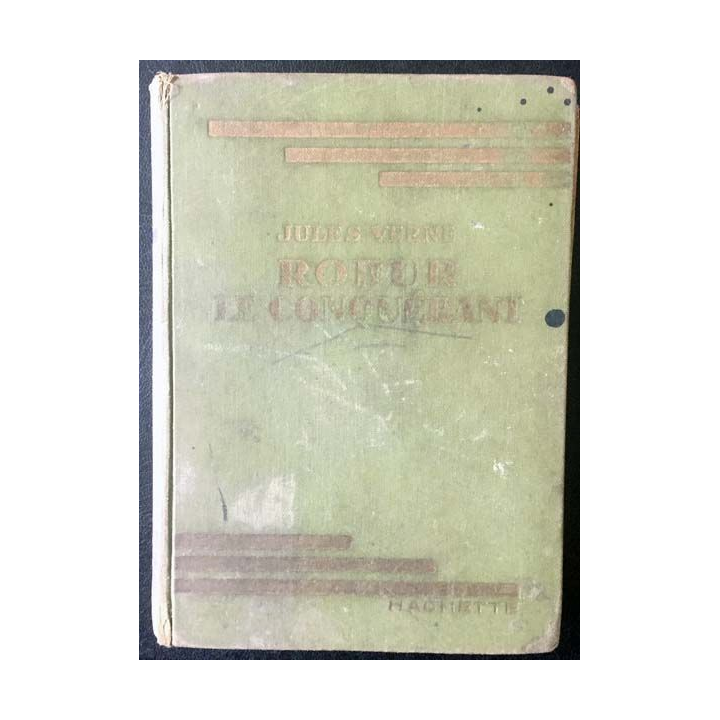 JULES VERNE
ROBUR
LE CONQUÉRANT
HACHETTE